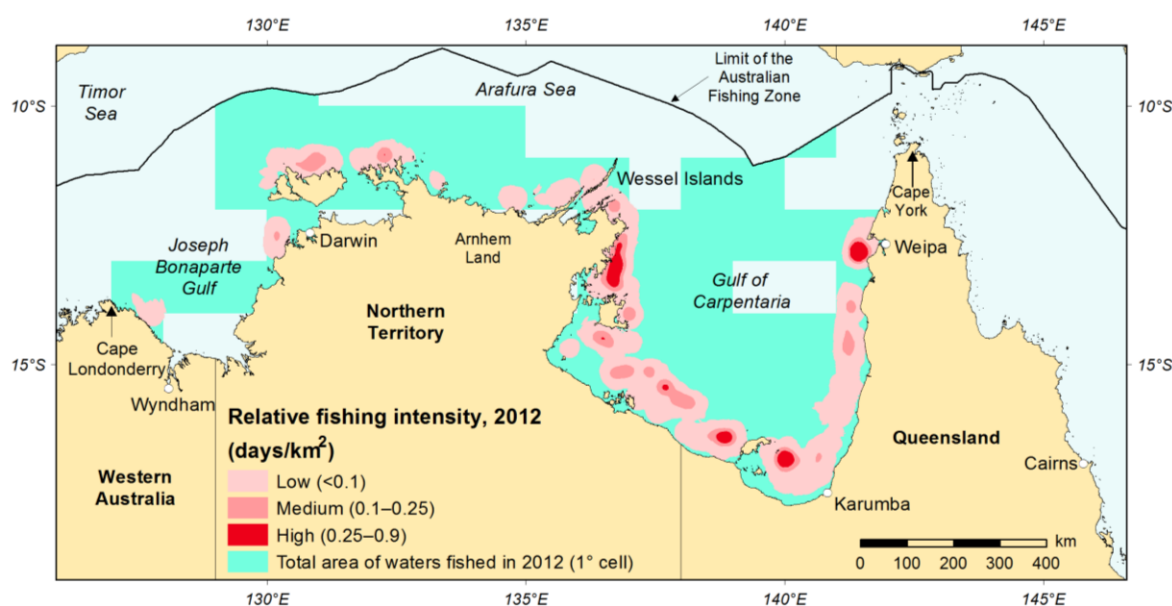 130°E
135°E
140°E
145°E
Timor
Sea
Arafura Sea
Limit of the
Australian
Fishing Zone
10°S
10°S
Wessel Islands
Cape
York
Darwin
Arnhem
Land
Weipa
Joseph
Bonaparte
Gulf
Gulf of
Carpentaria
Northern
Territory
Cape
Londonderry
15°S
15°S
Wyndham
Relative fishing intensity, 2012
(days/km²)
Low (<0.1)
Medium (0.1–0.25)
High (0.25–0.9)
Total area of waters fished in 2012 (1° cell)
Western
Australia
Queensland
Cairns
Karumba
km
0 100 200 300 400
130°E
135°E
140°E
145°E